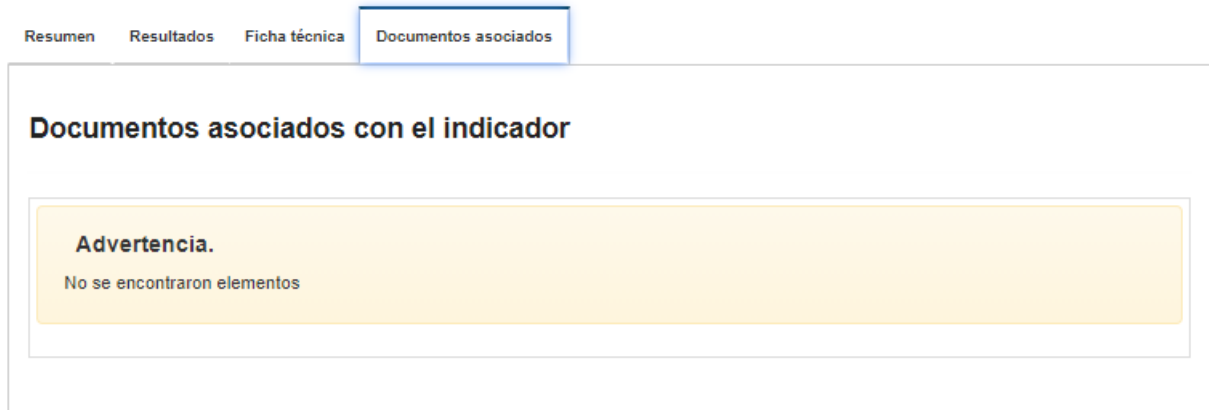 Resumen Resultados Ficha técnica Documentos asociados
Documentos asociados con el indicador
Advertencia.
No se encontraron elementos